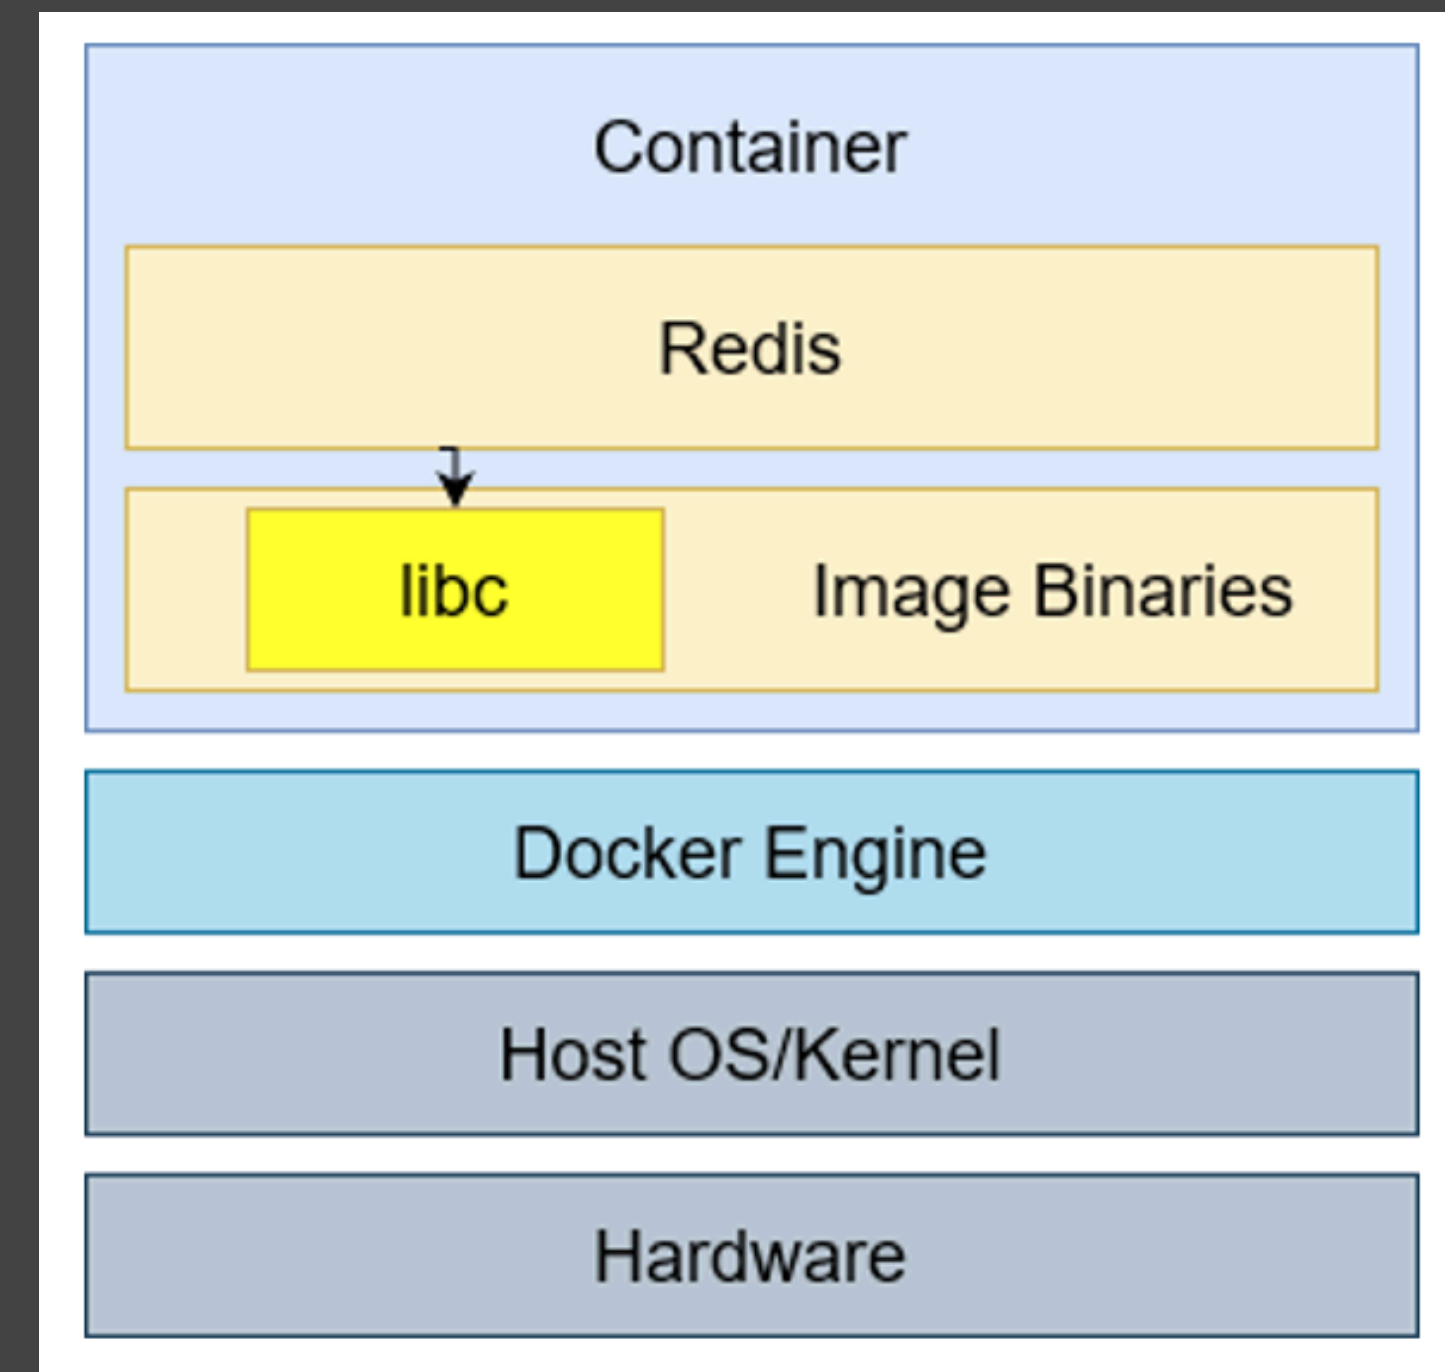 Container
Redis
libc
Image Binaries
Docker Engine
Host OS/Kernel
Hardware